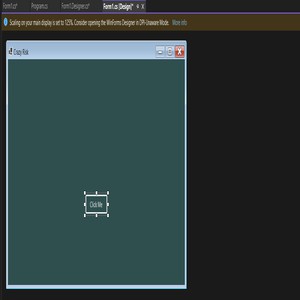 Form1.cs* Program.cs Form1.Designer.cs* Form1.cs [Design]*
Scaling on your main display is set to 125%. Consider opening the WinForms Designer in DPI-Unaware Mode. More info
Crazy Risk
Click Me